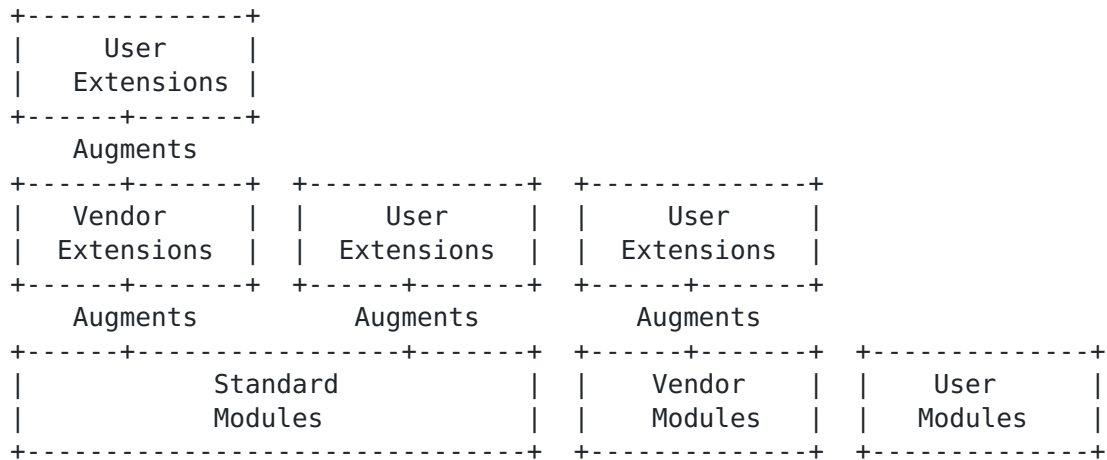 User
Extensions
Augments
Vendor User User
Extensions Extensions Extensions
Augments Augments Augments
Standard Vendor User
Modules Modules Modules